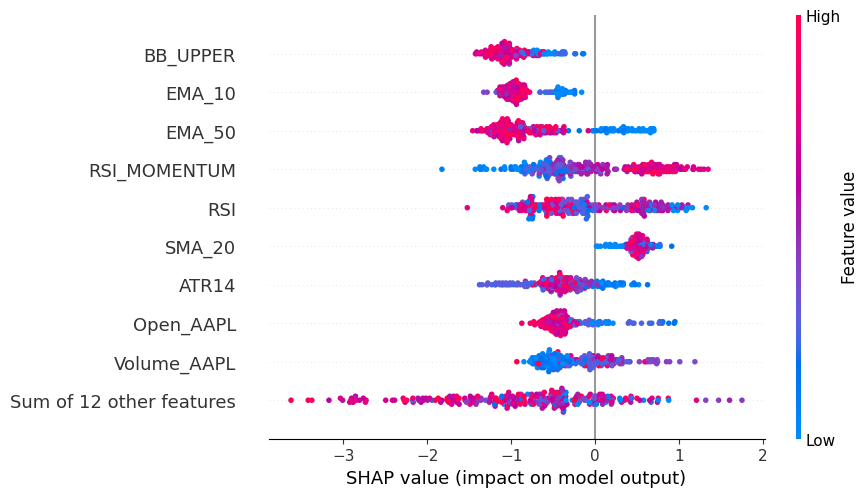 High
BB_UPPER
EMA_10
EMA_50
RSI_MOMENTUM
RSI
SMA_20
ATR14
Open_AAPL
Volume_AAPL
Sum of 12 other features
Feature value
Low
−3 −2 −1 0 1 2
SHAP value (impact on model output)